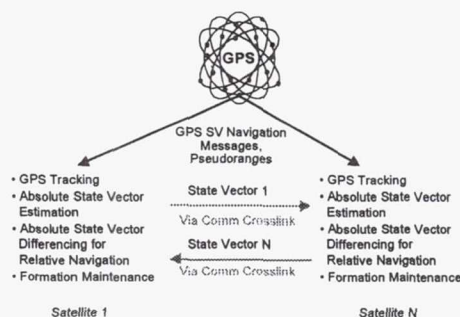 GPS
GPS SV Navigation
Messages,
Pseudoranges
• GPS Tracking
• Absolute State Vector
Estimation
• Absolute State Vector
Differencing for
Relative Navigation
• Formation Maintenance
Satellite 1
State Vector 1
Via Comm Crosslink
State Vector N
Via Comm Crosslink
• GPS Tracking
• Absolute State Vector
Estimation
• Absolute State Vector
Differencing for
Relative Navigation
• Formation Maintenance
Satellite N